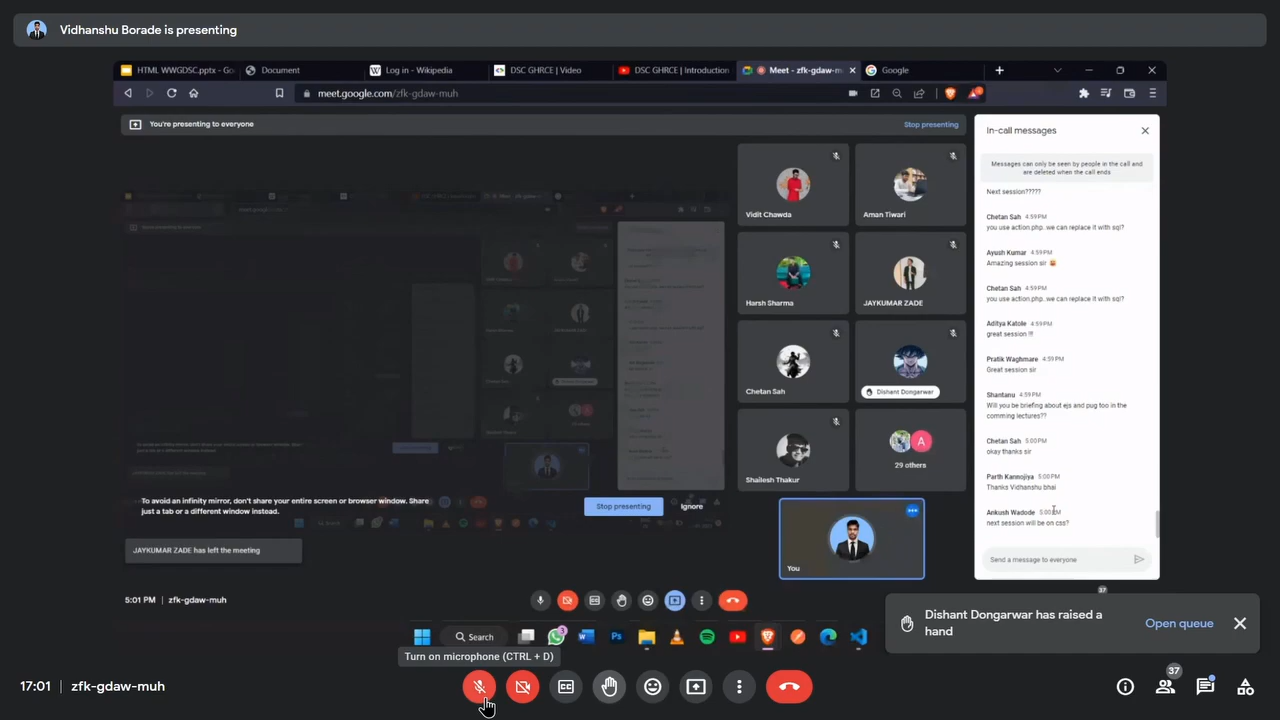 Vidhanshu Borade is presenting
HTML WWGDSC.pptx - Go
Document
Log in - Wikipedia
DSC GHRCE | Video
DSC GHRCE | Introduction
Meet - zfk-gdaw-m
Google
meet.google.com/zfk-gdaw-muh
You're presenting to everyone
Stop presenting
In-call messages
Messages can only be seen by people in the call and
are deleted when the call ends
Next session?????
Chetan Sah 4:59 PM
you use action.php..we can replace it with sql?
Ayush Kumar 4:59 PM
Amazing session sir
Chetan Sah 4:59 PM
you use action.php..we can replace it with sql?
Aditya Katole 4:59 PM
great session !!!
Pratik Waghmare 4:59 PM
Great session sir
Shantanu 4:59 PM
Will you be briefing about ejs and pug too in the
comming lectures??
Chetan Sah 5:00 PM
okay thanks sir
Parth Kannojiya 5:00 PM
Thanks Vidhanshu bhai
Ankush Wadode 5:00 PM
next session will be on css?
Send a message to everyone
Vidit Chawda
Aman Tiwari
Harsh Sharma
JAYKUMAR ZADE
Chetan Sah
Dishant Dongerwer
Shailesh Thakur
A
29 others
You
To avoid an infinity mirror, don't share your entire screen or browser window. Share
just a tab or a different window instead.
Stop presenting
Ignore
JAYKUMAR ZADE has left the meeting
5:01 PM | zfk-gdaw-muh
37
Search
3
Dishant Dongarwar has raised a
hand
Open queue
Turn on microphone (CTRL + D)
17:01 | zfk-gdaw-muh
37